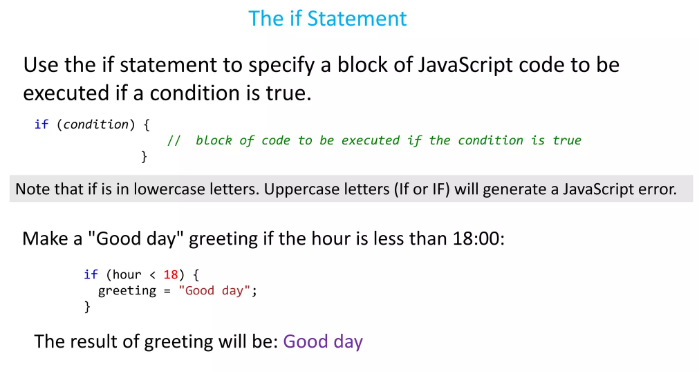 The if Statement
Use the if statement to specify a block of JavaScript code to be
executed if a condition is true.
if (condition) {
// block of code to be executed if the condition is true
}
Note that if is in lowercase letters. Uppercase letters (If or IF) will generate a JavaScript error.
Make a "Good day" greeting if the hour is less than 18:00:
if (hour < 18) {
greeting = "Good day";
}
The result of greeting will be: Good day